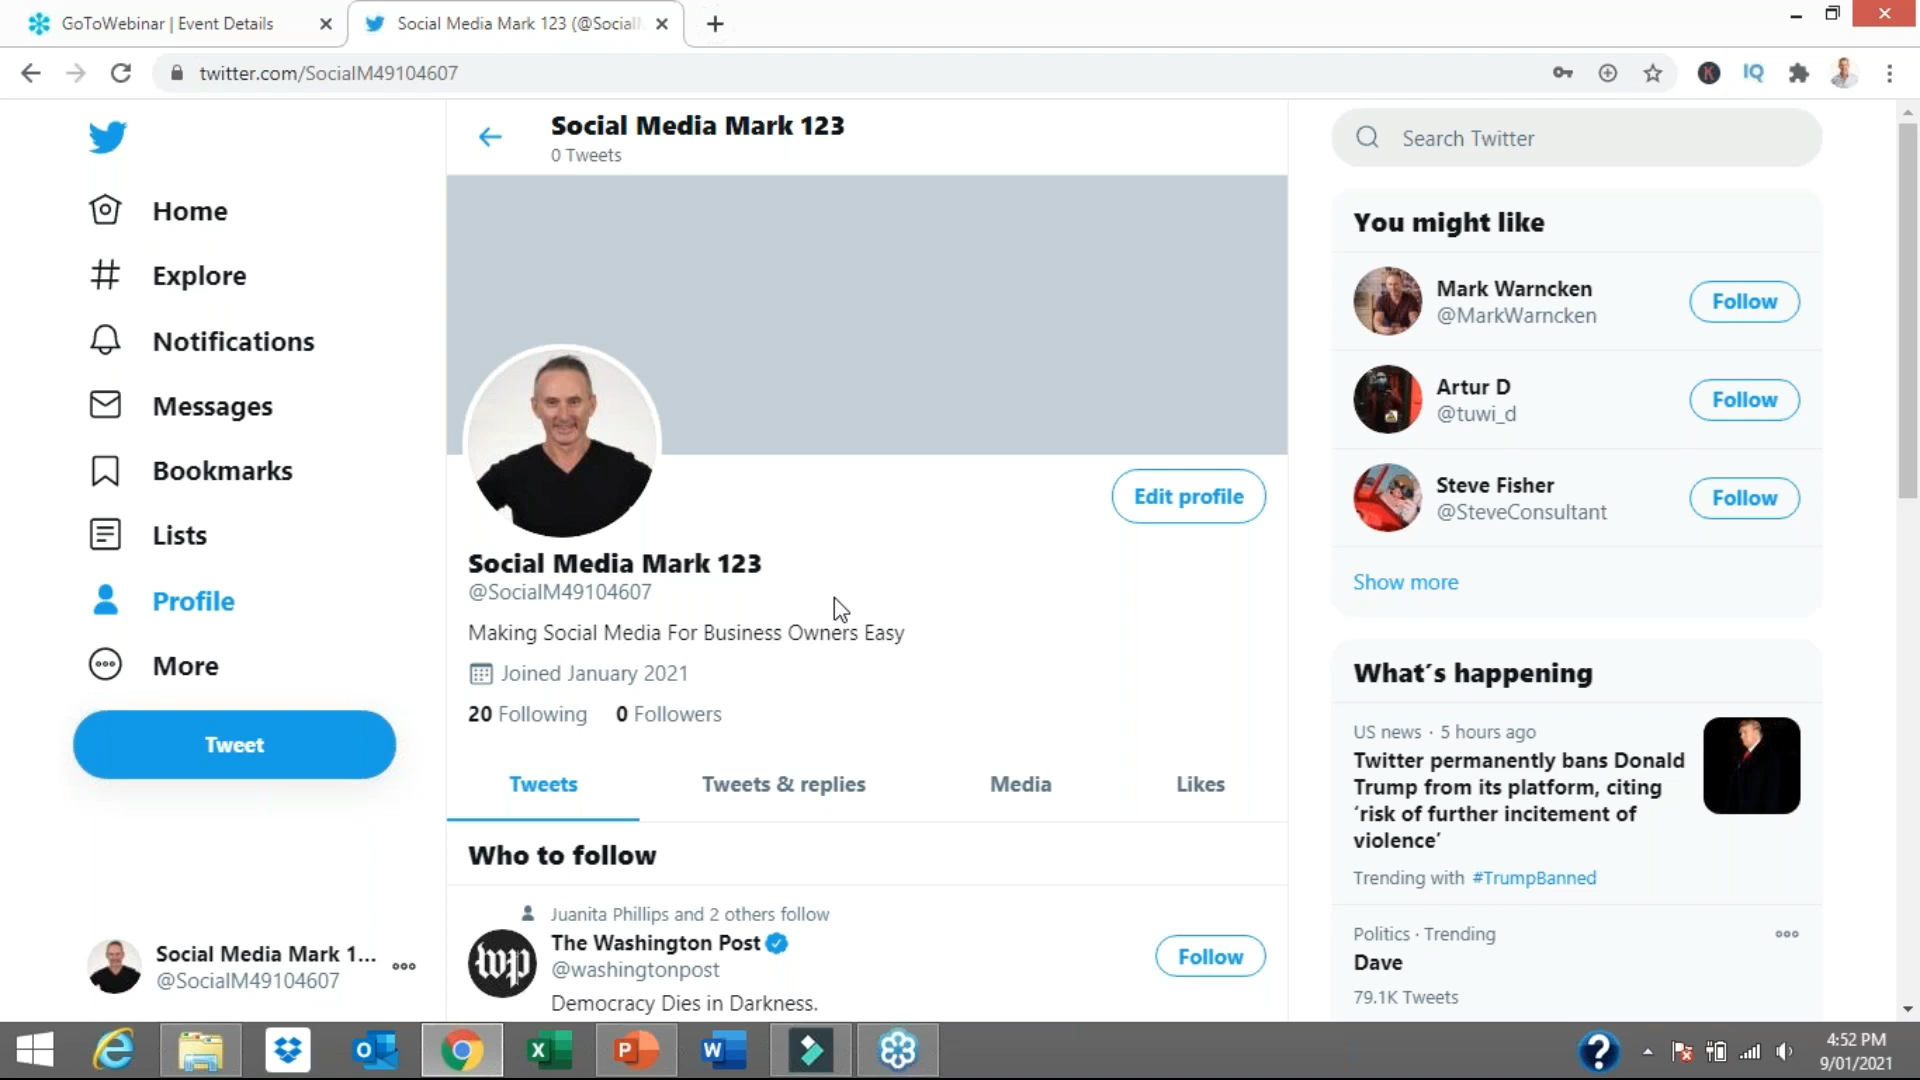 GoToWebinar | Event Details
Social Media Mark 123 (@Social
twitter.com/SocialM49104607
K
IQ
Home
Explore
Notifications
Messages
Bookmarks
Lists
Profile
More
Tweet
Social Media Mark 1...
@SocialM49104607
Social Media Mark 123
0 Tweets
Edit profile
Social Media Mark 123
@SocialM49104607
Making Social Media For Business Owners Easy
Joined January 2021
20 Following 0 Followers
Tweets Tweets & replies Media Likes
Who to follow
Juanita Phillips and 2 others follow
wp
The Washington Post
@washingtonpost
Follow
Democracy Dies in Darkness.
Search Twitter
You might like
Mark Warncken
@MarkWarncken
Follow
Artur D
@tuwi_d
Follow
Steve Fisher
@SteveConsultant
Follow
Show more
What's happening
US news · 5 hours ago
Twitter permanently bans Donald
Trump from its platform, citing
'risk of further incitement of
violence'
Trending with #TrumpBanned
Politics · Trending
Dave
79.1K Tweets
4:52 PM
9/01/2021